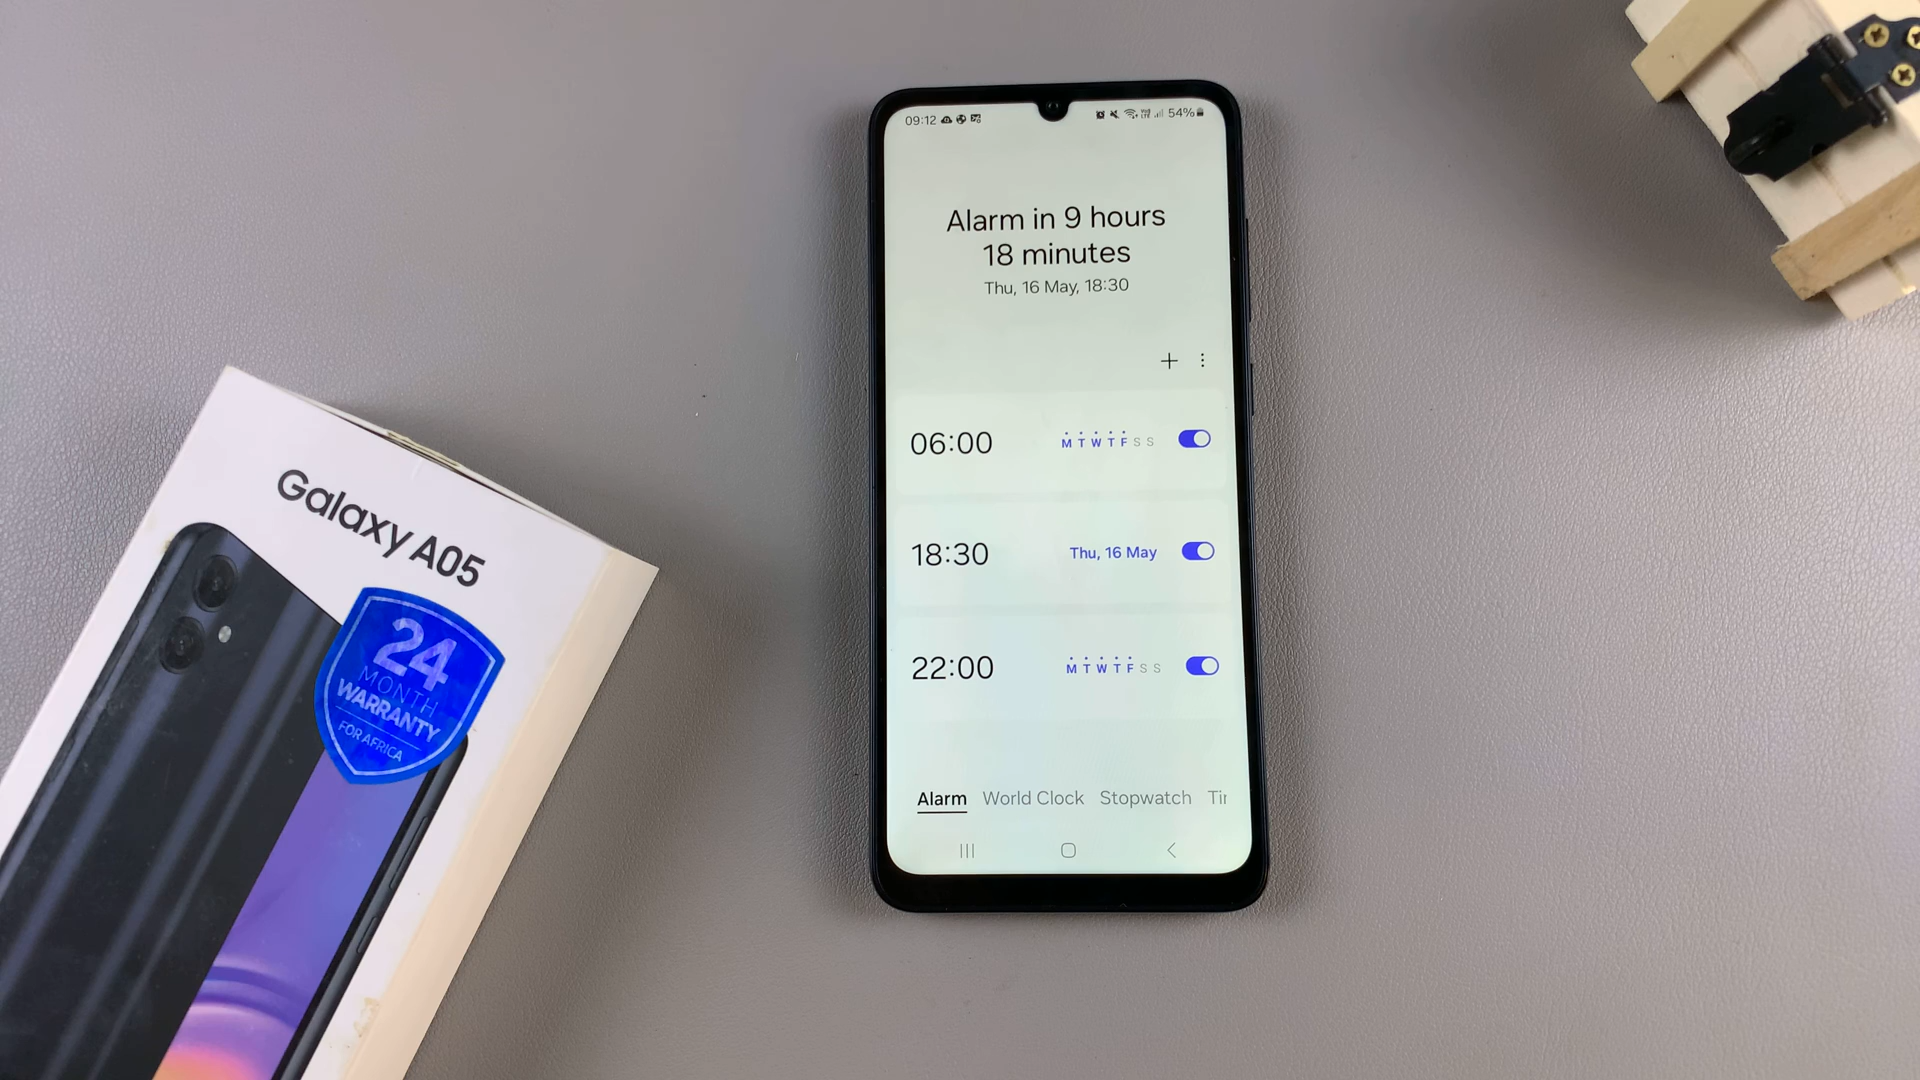 Galaxy A05
24
MONTH
WARRANTY
FOR AFRICA
09:12
54%
Alarm in 9 hours
18 minutes
Thu, 16 May, 18:30
+
06:00 M T W T F S S
18:30 Thu, 16 May
22:00 M T W T F S S
Alarm World Clock Stopwatch Tir